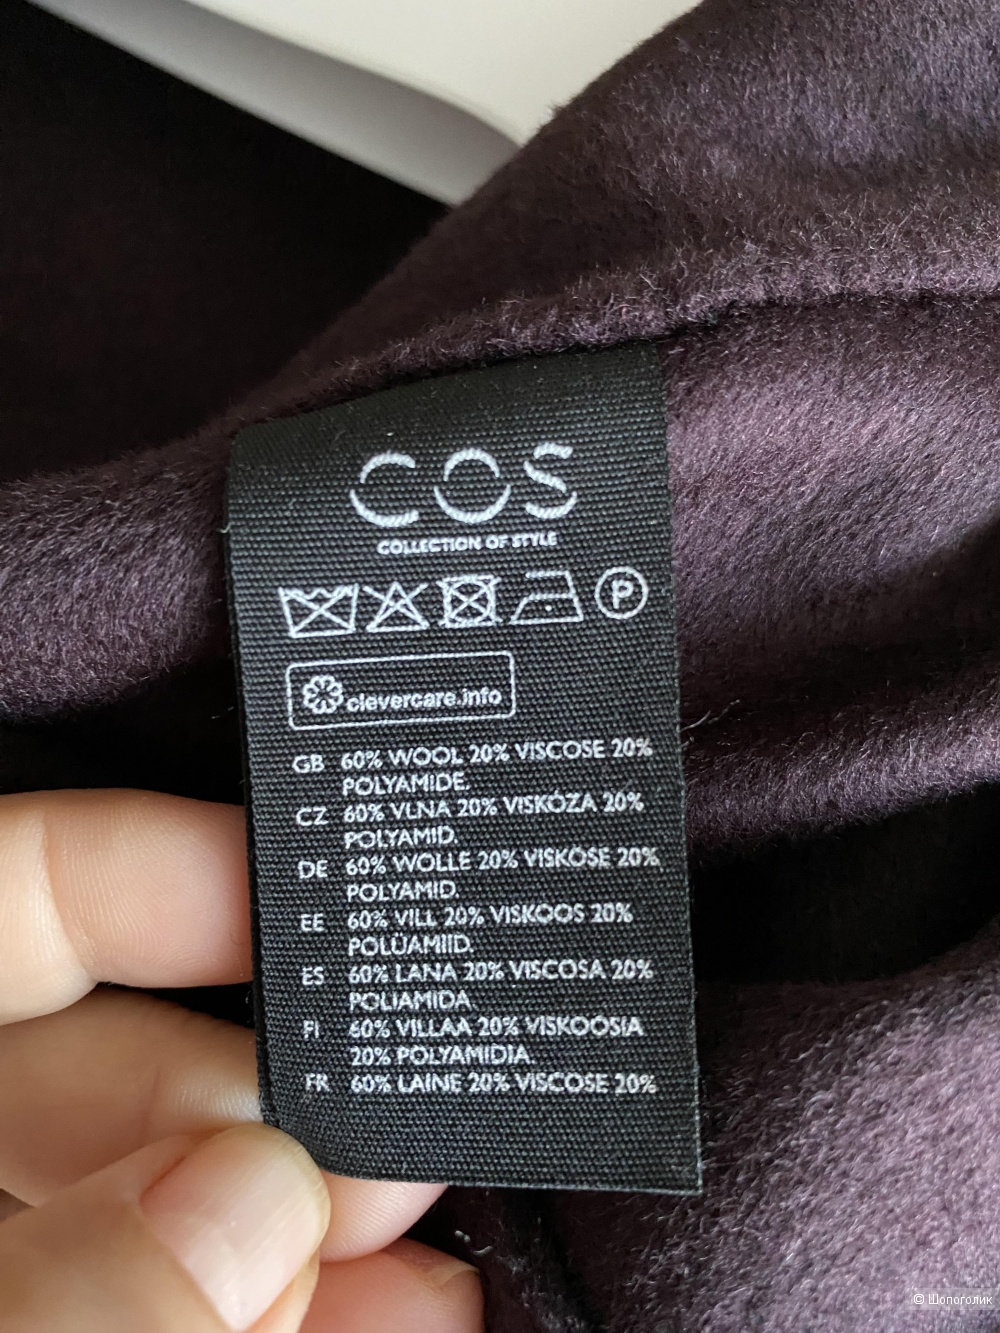 COS
COLLECTION OF STYLE
P
clevercare.info
GB 60% WOOL 20% VISCOSE 20%
POLYAMIDE.
CZ 60% VLNA 20% VISKÓZA 20%
POLYAMID.
DE 60% WOLLE 20% VISKOSE 20%
POLYAMID.
EE 60% VILL 20% VISKOOS 20%
POLÜAMIID.
ES 60% LANA 20% VISCOSA 20%
POLIAMIDA
FI 60% VILLAA 20% VISKOOSIA
20% POLYAMIDIA.
FR 60% LAINE 20% VISCOSE 20%
© Шопоголик